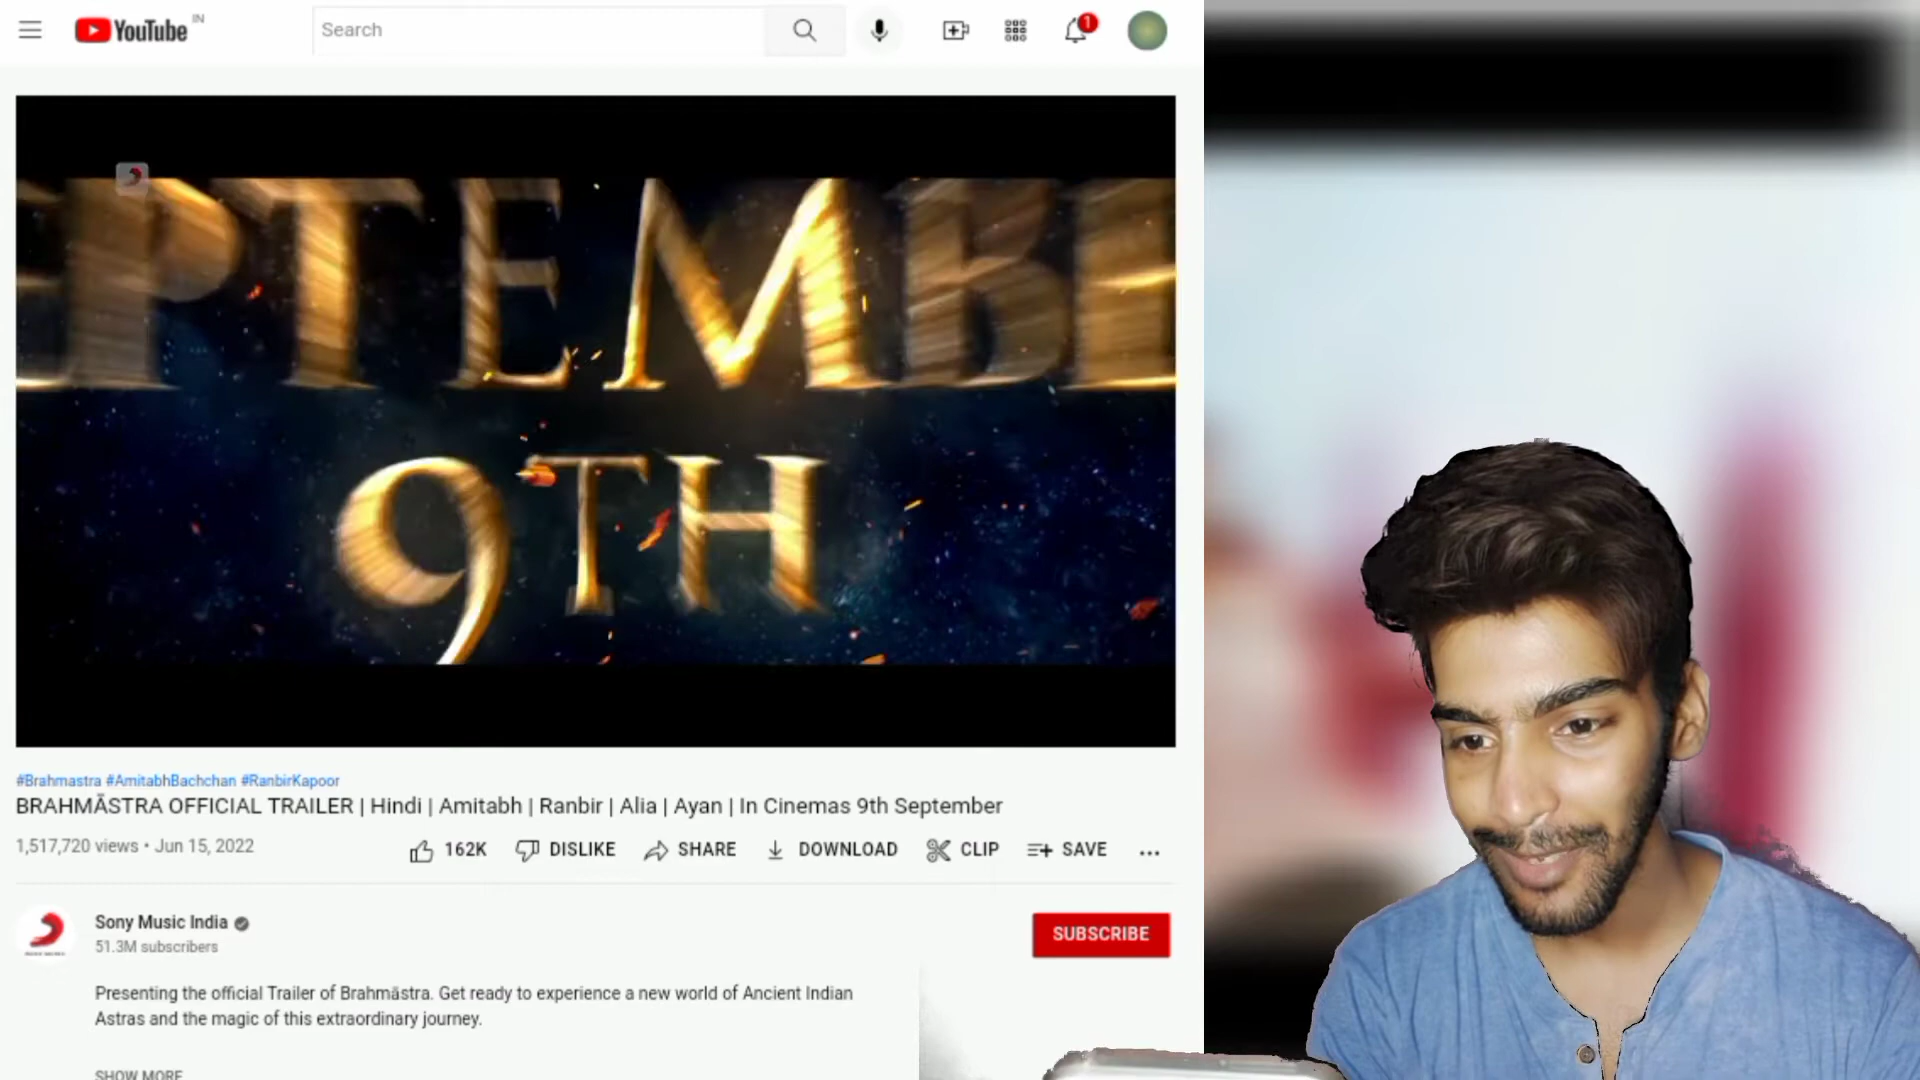 YouTube IN
Search
1
EPTEMBE
9TH
#Brahmastra #AmitabhBachchan #RanbirKapoor
BRAHMĀSTRA OFFICIAL TRAILER | Hindi | Amitabh | Ranbir | Alia | Ayan | In Cinemas 9th September
1,517,720 views • Jun 15, 2022
162K DISLIKE SHARE DOWNLOAD CLIP SAVE
Sony Music India
51.3M subscribers
SUBSCRIBE
Presenting the official Trailer of Brahmāstra. Get ready to experience a new world of Ancient Indian
Astras and the magic of this extraordinary journey.
SHOW MORE